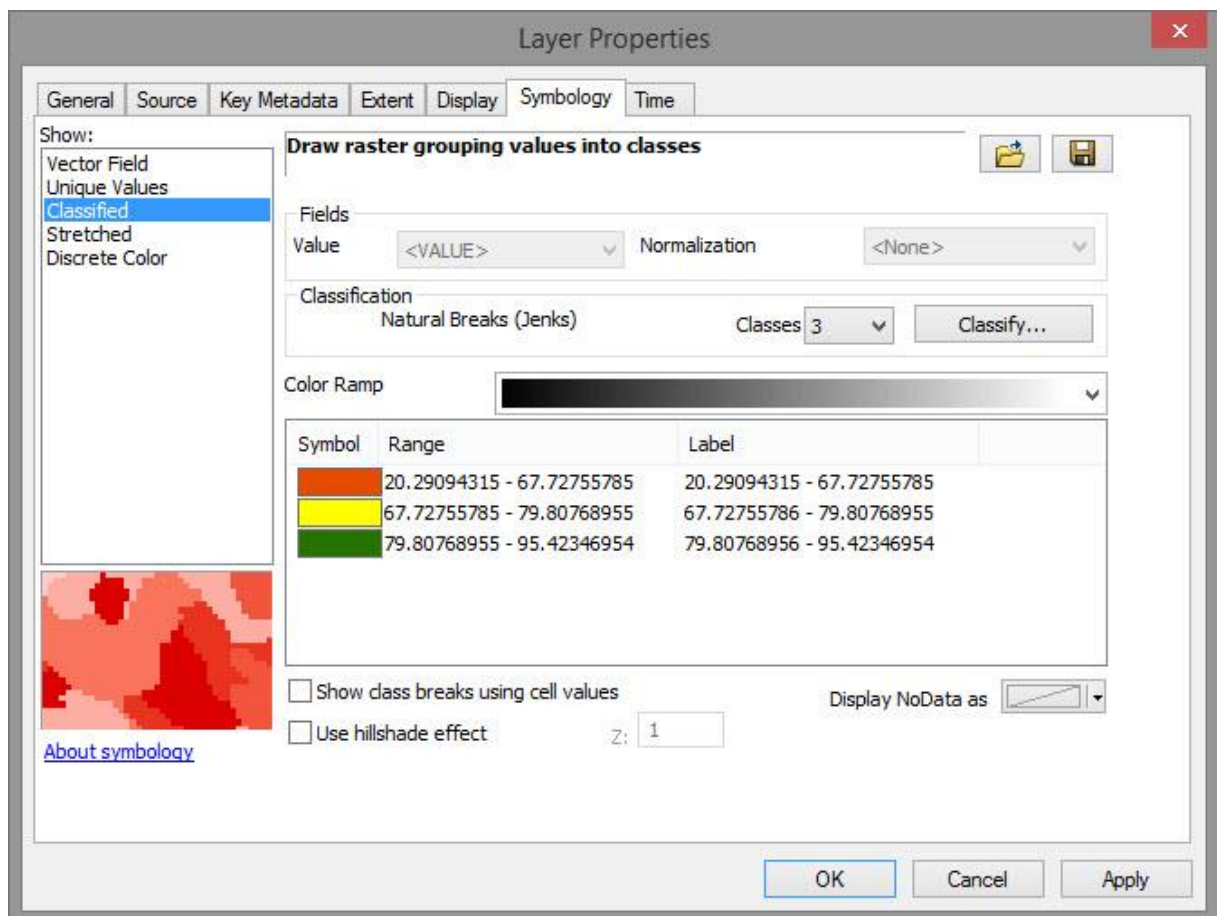 Layer Properties
General Source Key Metadata Extent Display Symbology Time
Show:
Vector Field
Unique Values
Classified
Stretched
Discrete Color
About symbology
Draw raster grouping values into classes
Fields
Value <VALUE> Normalization <None>
Classification
Natural Breaks (Jenks) Classes 3 Classify...
Color Ramp
Symbol Range Label
20.29094315 - 67.72755785 20.29094315 - 67.72755785
67.72755785 - 79.80768955 67.72755786 - 79.80768955
79.80768955 - 95.42346954 79.80768956 - 95.42346954
Show class breaks using cell values Display NoData as
Use hillshade effect Z: 1
OK Cancel Apply